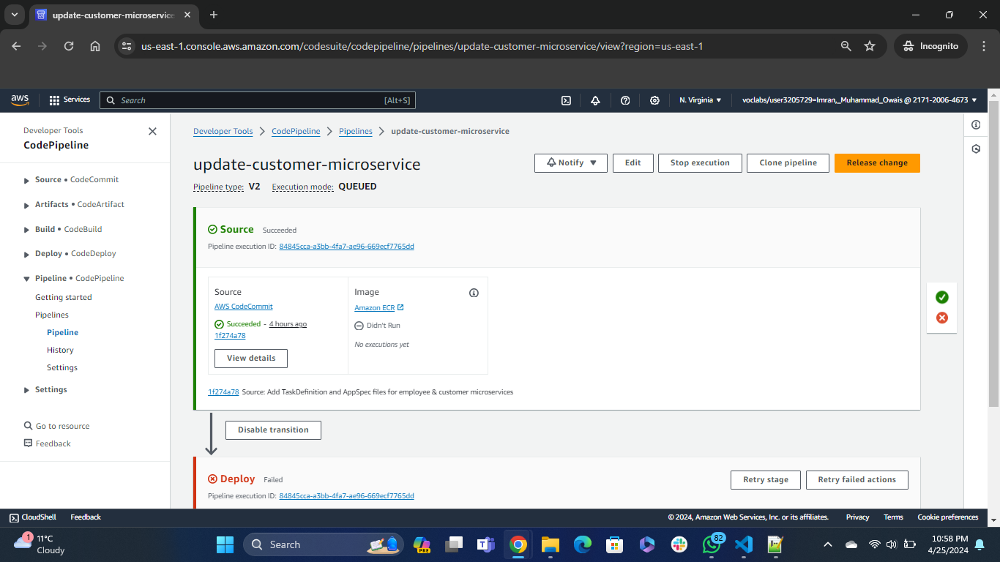 update-customer-microservice
us-east-1.console.aws.amazon.com/codesuite/codepipeline/pipelines/update-customer-microservice/view?region=us-east-1
Incognito
aws
Services
Search
[Alt+S]
N. Virginia
voclabs/user3205729=Imran,_Muhammad_Owais @ 2171-2006-4673
Developer Tools
CodePipeline
Source • CodeCommit
Artifacts • CodeArtifact
Build • CodeBuild
Deploy • CodeDeploy
Pipeline • CodePipeline
Getting started
Pipelines
Pipeline
History
Settings
Settings
Go to resource
Feedback
Developer Tools
CodePipeline
Pipelines
update-customer-microservice
update-customer-microservice
Notify
Edit
Stop execution
Clone pipeline
Release change
Pipeline type: V2 Execution mode: QUEUED
Source Succeeded
Pipeline execution ID: 84845cca-a3bb-4fa7-ae96-669ecf7765dd
Source
AWS CodeCommit
Succeeded - 4 hours ago
1f274a78
View details
Image
Amazon ECR
Didn't Run
No executions yet
1f274a78 Source: Add TaskDefinition and AppSpec files for employee & customer microservices
Disable transition
Deploy Failed
Retry stage
Retry failed actions
Pipeline execution ID: 84845cca-a3bb-4fa7-ae96-669ecf7765dd
CloudShell
Feedback
© 2024, Amazon Web Services, Inc. or its affiliates.
Privacy
Terms
Cookie preferences
1
11°C
Cloudy
Search
PRE
82
10:58 PM
4/25/2024